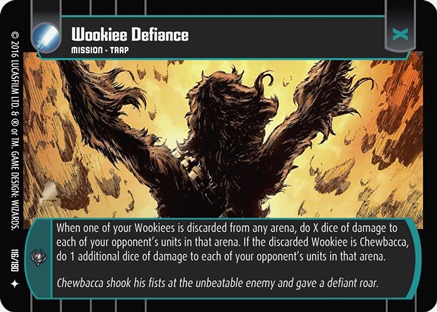 Wookiee Defiance
MISSION - TRAP
X
© 2016 LUCASFILM LTD. & ® or TM. GAME DESIGN: WIZARDS.
When one of your Wookiees is discarded from any arena, do X dice of damage to
each of your opponent's units in that arena. If the discarded Wookiee is Chewbacca,
do 1 additional dice of damage to each of your opponent's units in that arena.
Chewbacca shook his fists at the unbeatable enemy and gave a defiant roar.
116/180